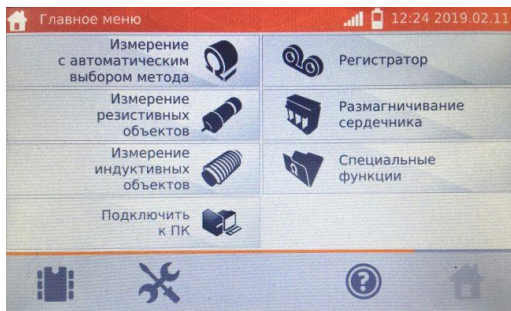 Главное меню
12:24 2019.02.11
Измерение
с автоматическим
выбором метода
Регистратор
Измерение
резистивных
объектов
Размагничивание
сердечника
Измерение
индуктивных
объектов
Специальные
функции
Подключить
к ПК
?